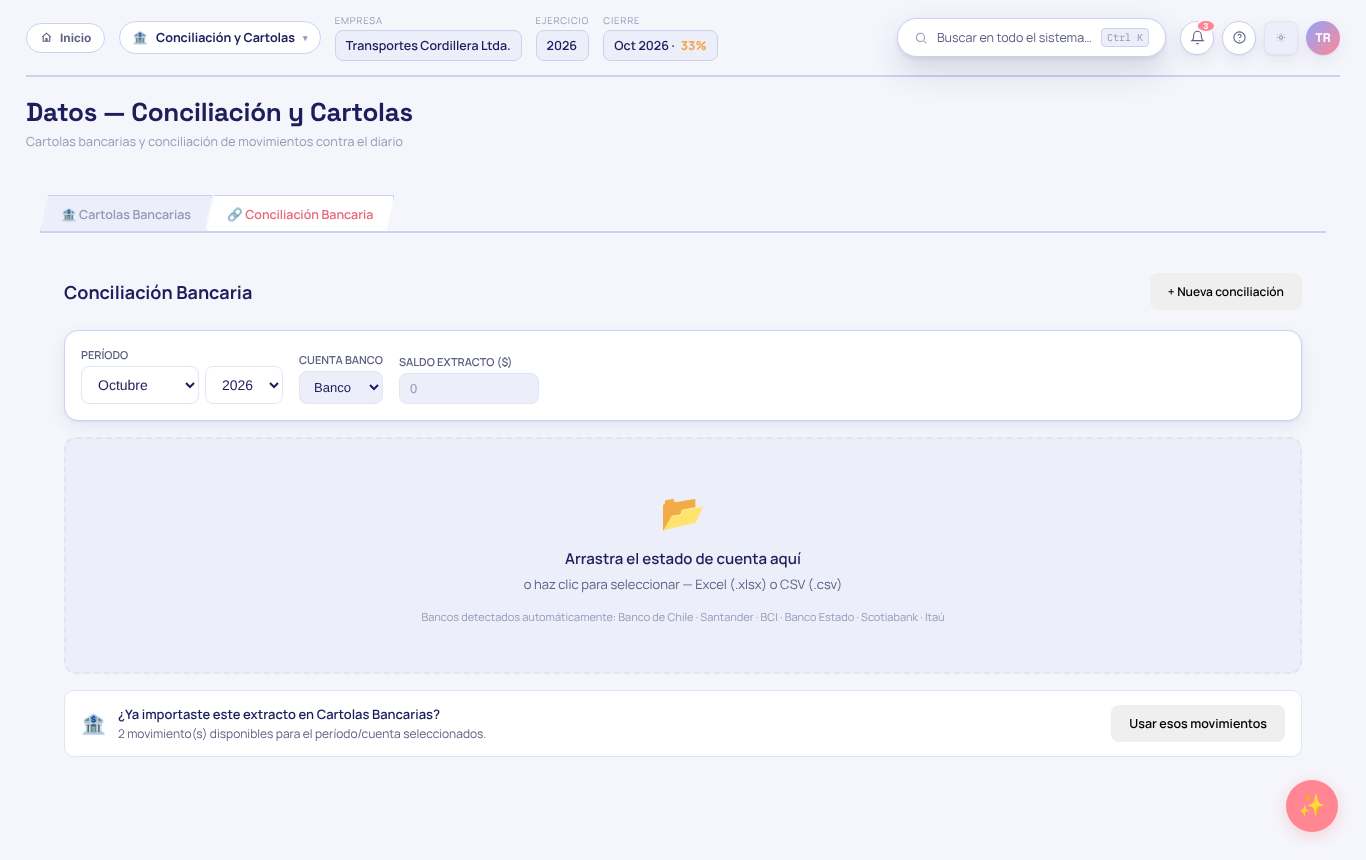 Inicio
Conciliación y Cartolas
EMPRESA
Transportes Cordillera Ltda.
EJERCICIO
2026
CIERRE
Oct 2026 · 33%
Buscar en todo el sistema... Ctrl K
3
TR
Datos — Conciliación y Cartolas
Cartolas bancarias y conciliación de movimientos contra el diario
Cartolas Bancarias
Conciliación Bancaria
Conciliación Bancaria
+ Nueva conciliación
PERÍODO
Octubre
2026
CUENTA BANCO
Banco
SALDO EXTRACTO ($)
0
Arrastra el estado de cuenta aquí
o haz clic para seleccionar — Excel (.xlsx) o CSV (.csv)
Bancos detectados automáticamente: Banco de Chile · Santander · BCI · Banco Estado · Scotiabank · Itaú
¿Ya importaste este extracto en Cartolas Bancarias?
2 movimiento(s) disponibles para el período/cuenta seleccionados.
Usar esos movimientos